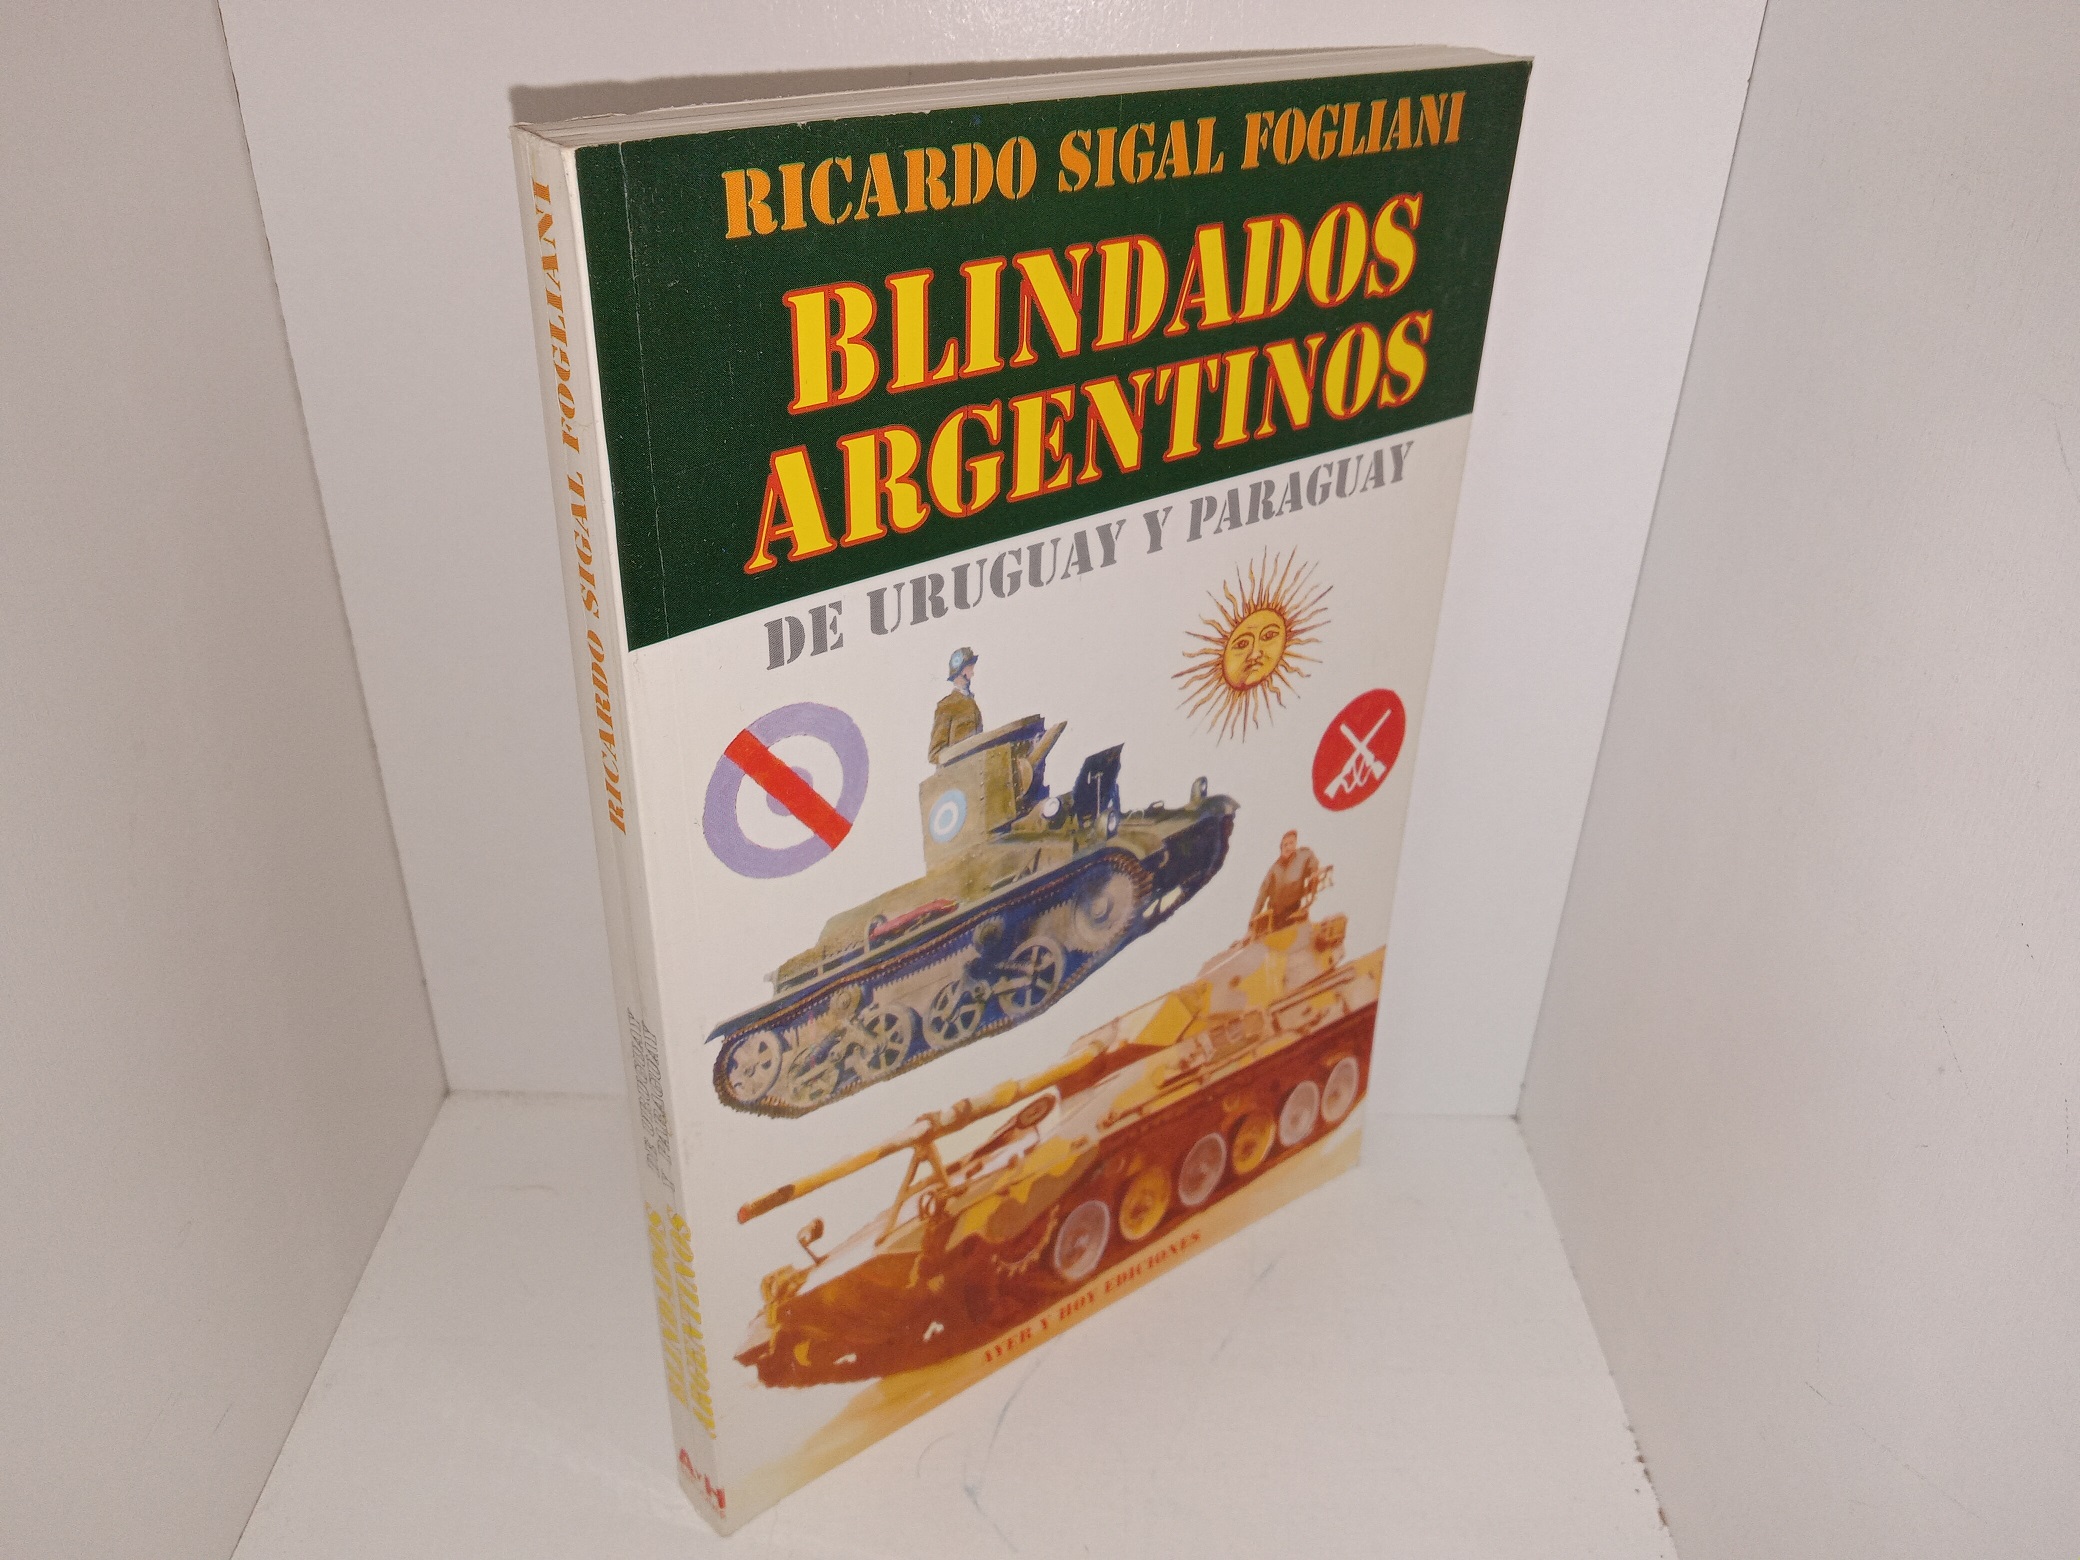 RICARDO SIGAL FOGLIANI
BLINDADOS
ARGENTINOS
DE URUGUAY Y PARAGUAY
AYER Y HOY EDICIONES
RICARDO SIGAL FOGLIANI
DE URUGUAY
Y PARAGUAY
BLINDADOS
ARGENTINOS
AYH